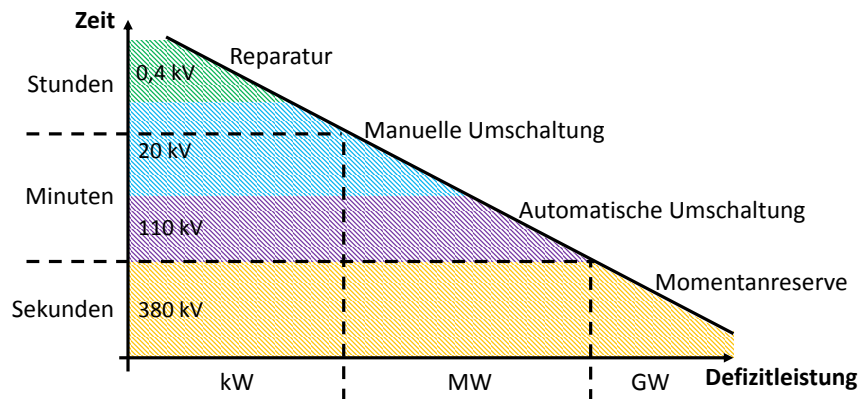 Zeit
Reparatur
0,4 kV
Stunden
Manuelle Umschaltung
20 kV
Minuten
Automatische Umschaltung
110 kV
Momentanreserve
Sekunden
380 kV
kW
MW
GW
Defizitleistung